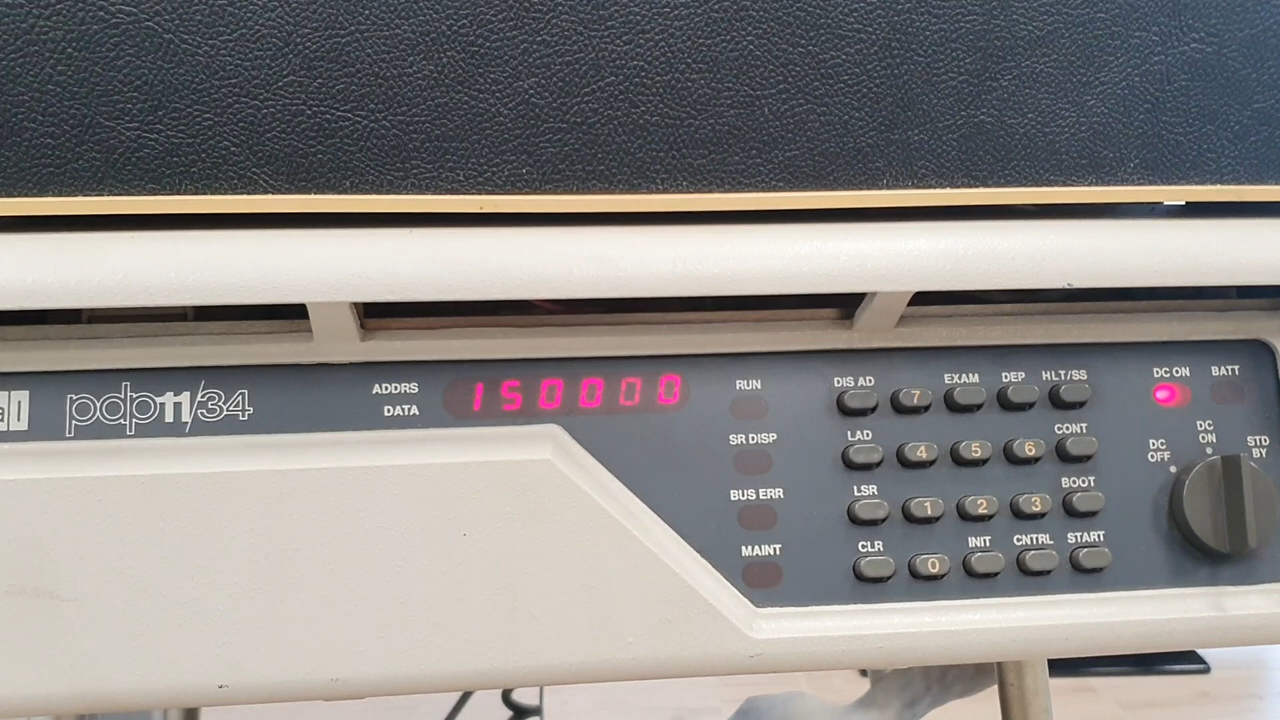 al pdp11/34
ADDRS
DATA
150000
RUN
SR DISP
BUS ERR
MAINT
DIS AD
7
EXAM
DEP
HLT/SS
LAD
4
5
6
CONT
LSR
1
2
3
BOOT
CLR
0
INIT
CNTRL
START
DC ON
BATT
DC OFF
DC ON
STD BY